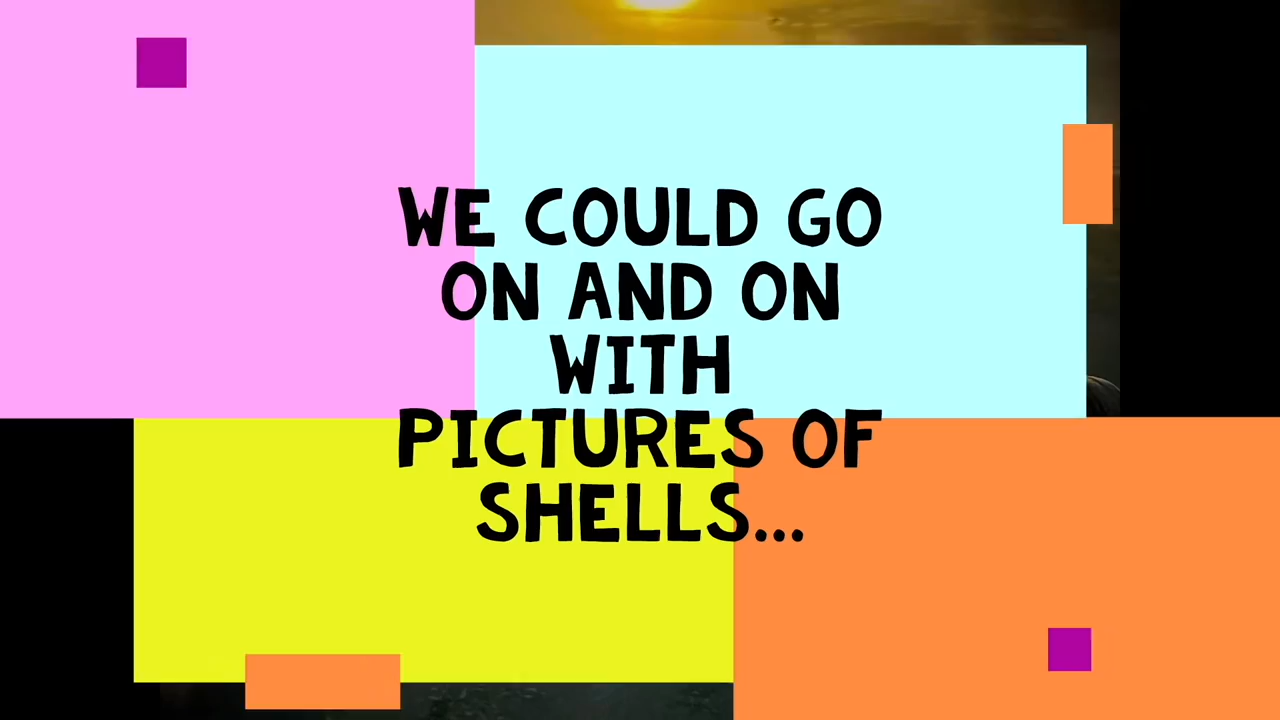 WE COULD GO
ON AND ON
WITH
PICTURES OF
SHELLS...